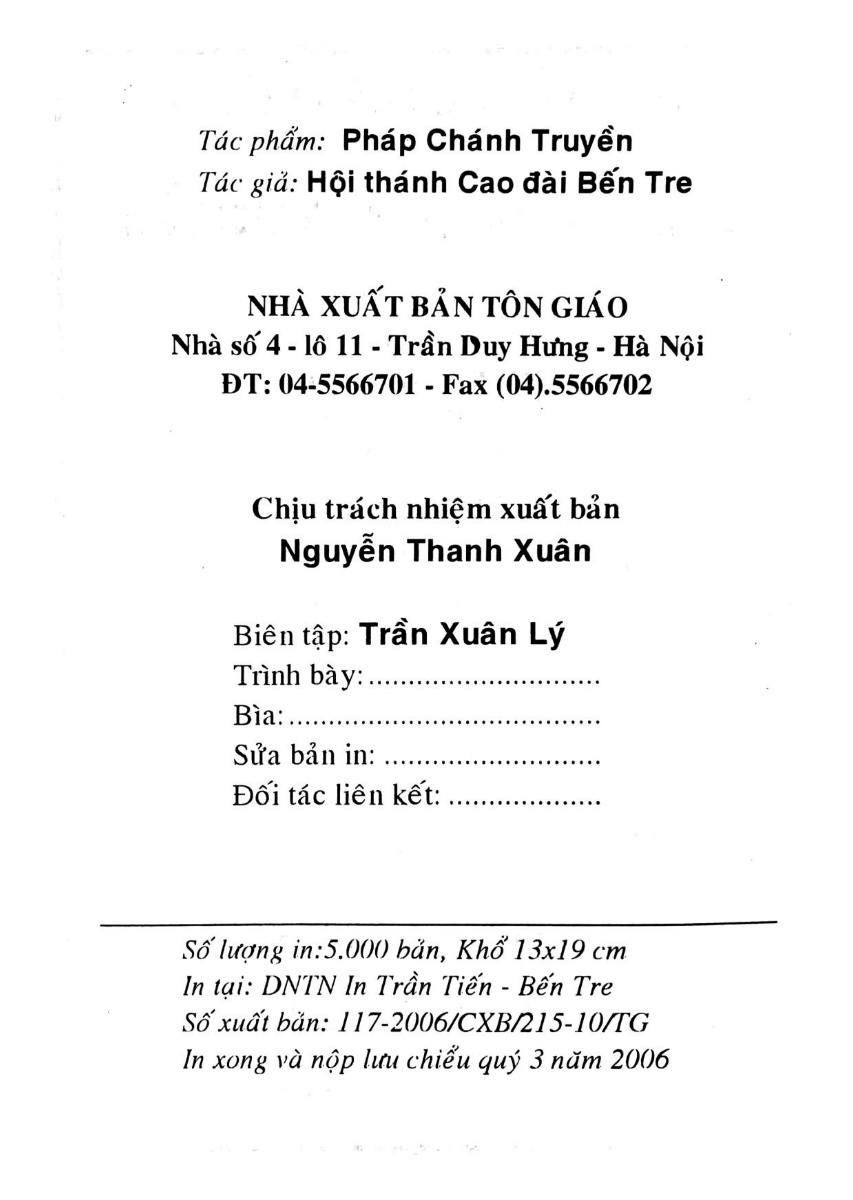 Tác phẩm: Pháp Chánh Truyền
Tác giả: Hội thánh Cao đài Bến Tre
NHÀ XUẤT BẢN TÔN GIÁO
Nhà số 4 - lô 11 - Trần Duy Hưng - Hà Nội
ĐT: 04-5566701 - Fax (04).5566702
Chịu trách nhiệm xuất bản
Nguyễn Thanh Xuân
Biên tập: Trần Xuân Lý
Trình bày:.............................
Bìa:.......................................
Sửa bản in: ...........................
Đối tác liên kết: ...................
Số lượng in:5.000 bản, Khổ 13x19 cm
In tại: DNTN In Trần Tiến - Bến Tre
Số xuất bản: 117-2006/CXB/215-10/TG
In xong và nộp lưu chiểu quý 3 năm 2006